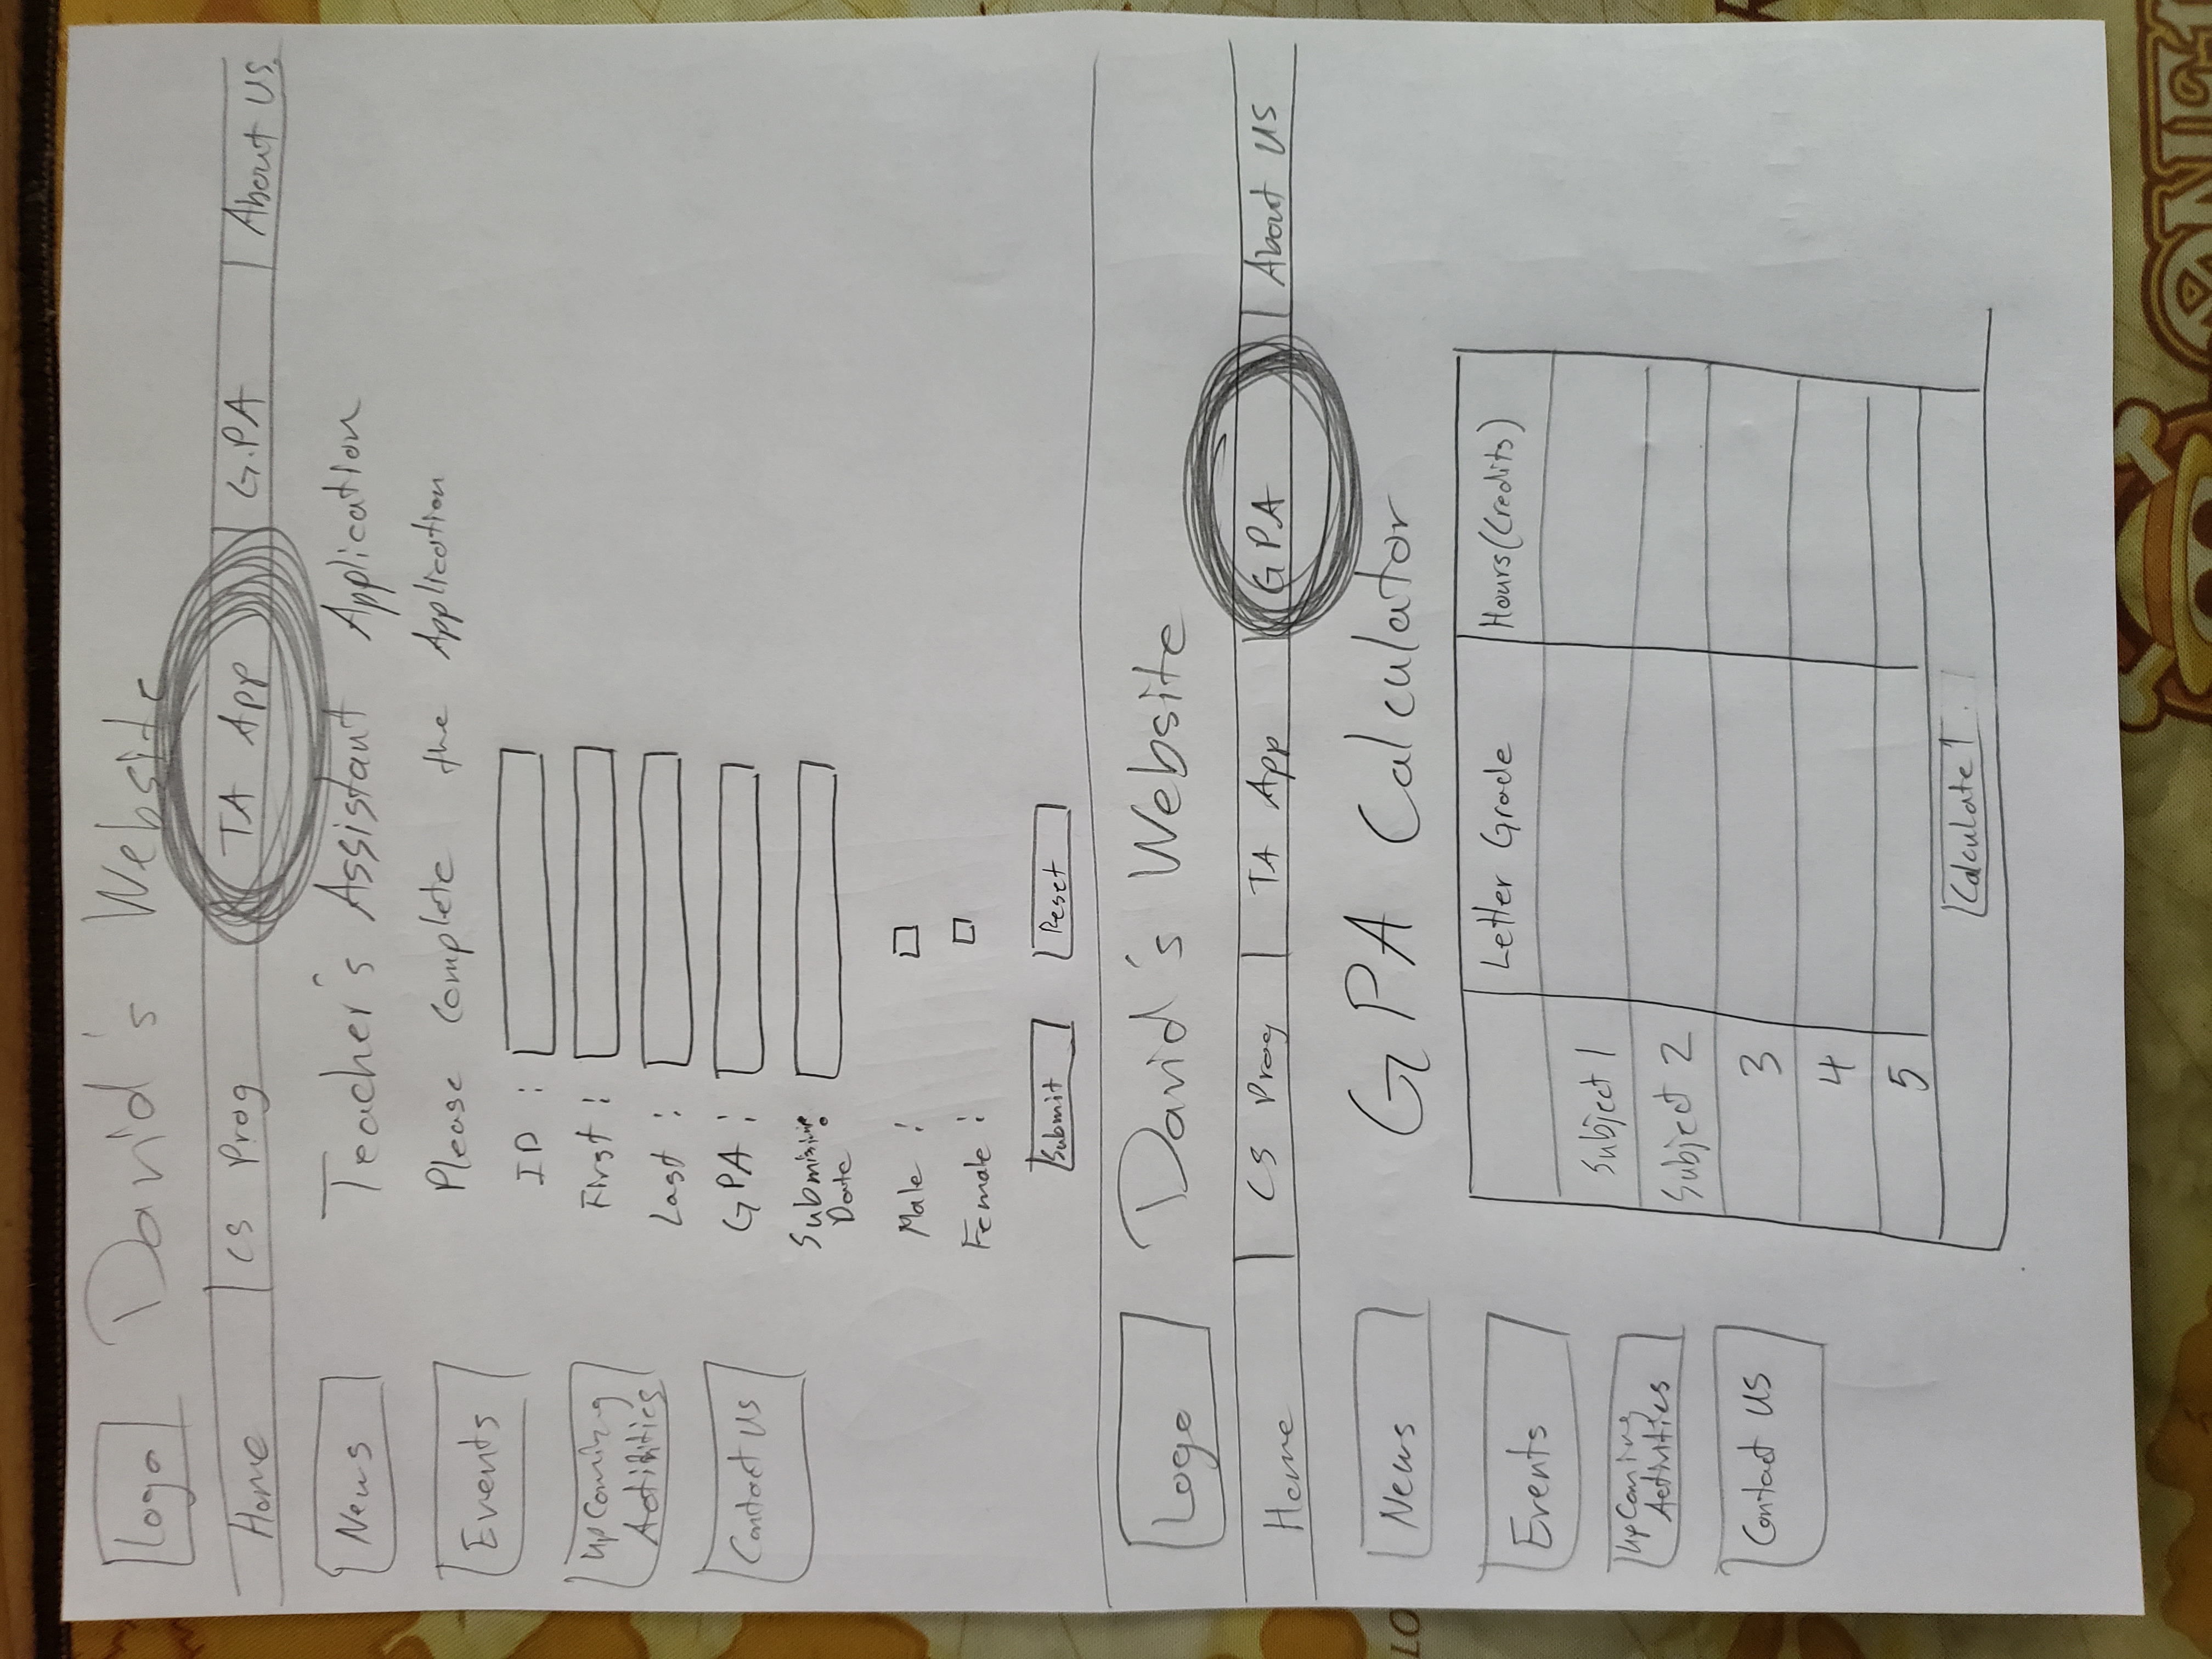 Logo
David's Website
Home
CS Prog
TA App
G.PA
About US.
News
Teacher's Assistant Application
Please Complete the Application
Events
ID :
First :
Upcoming
Activities
Last :
Contact US
GPA :
Submission
Date :
Male :
Female :
Submit
Reset
Logo
David's Website
Home
CS Prog
TA App
GPA
About US
News
GPA Calculator
Letter Grade
Hours (Credits)
Events
Subject 1
Upcoming
Activities
Subject 2
Contact US
3
4
5
Calculate